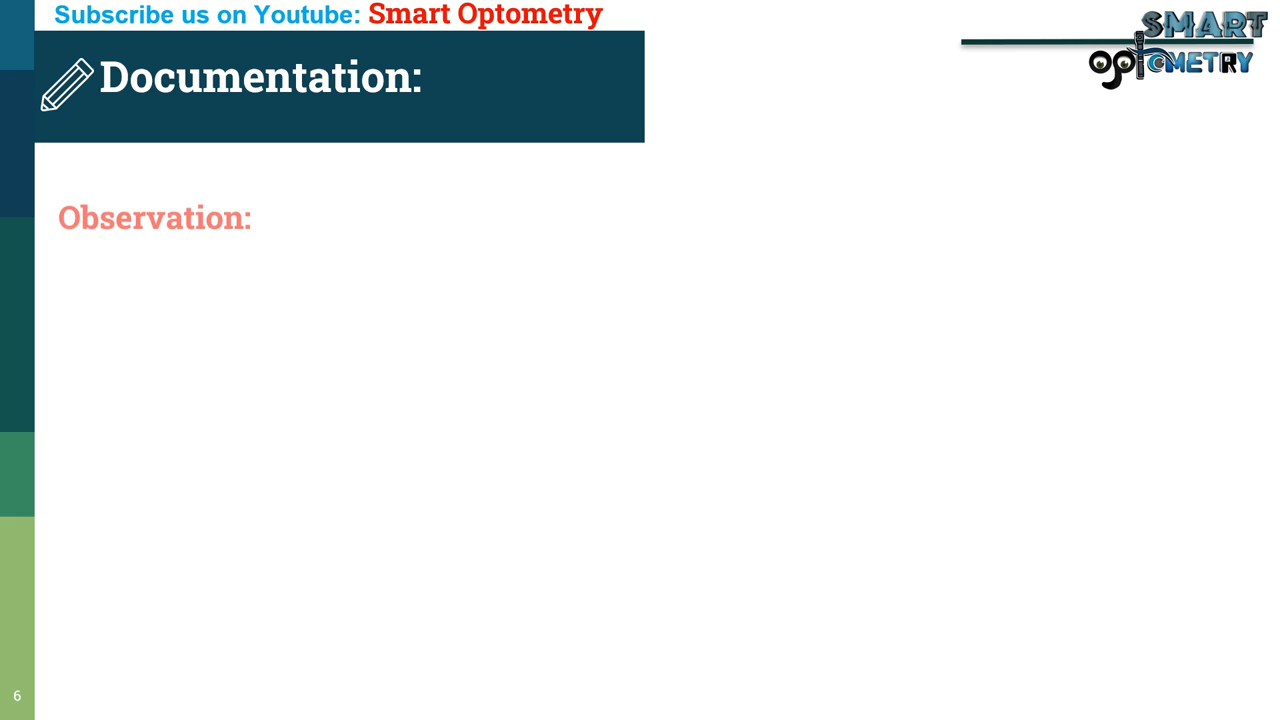 Subscribe us on Youtube: Smart Optometry
SMART
OPTOMETRY
Documentation:
Observation:
6